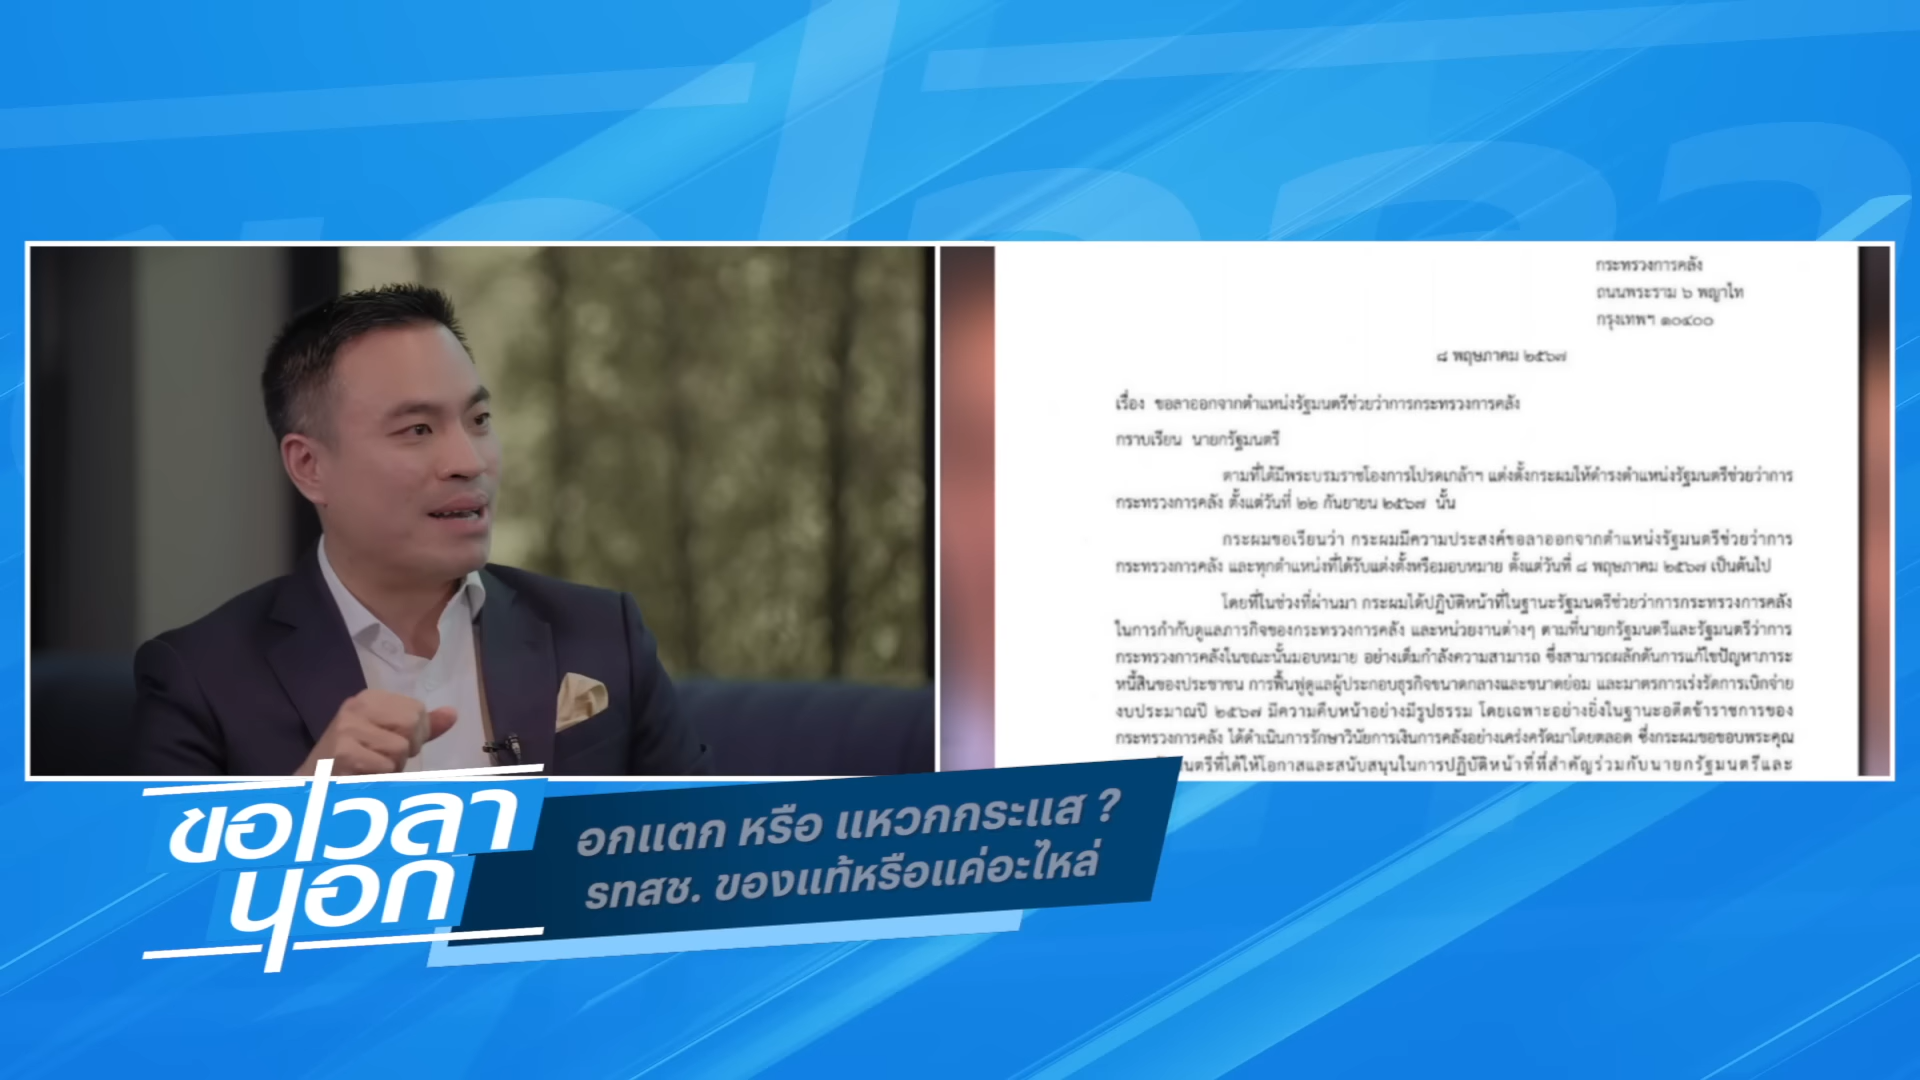 กระทรวงการคลัง
ถนนพระราม ๖ พญาไท
กรุงเทพฯ ๑๐๔๐๐
๘ พฤษภาคม ๒๕๖๗
เรื่อง ขอลาออกจากตำแหน่งรัฐมนตรีช่วยว่าการกระทรวงการคลัง
กราบเรียน นายกรัฐมนตรี
ตามที่ได้มีพระบรมราชโองการโปรดเกล้าฯ แต่งตั้งกระผมให้ดำรงตำแหน่งรัฐมนตรีช่วยว่าการ
กระทรวงการคลัง ตั้งแต่วันที่ ๒๒ กันยายน ๒๕๖๗ นั้น
กระผมขอเรียนว่า กระผมมีความประสงค์ขอลาออกจากตำแหน่งรัฐมนตรีช่วยว่าการ
กระทรวงการคลัง และทุกตำแหน่งที่ได้รับแต่งตั้งหรือมอบหมาย ตั้งแต่วันที่ ๘ พฤษภาคม ๒๕๖๗ เป็นต้นไป
โดยที่ในช่วงที่ผ่านมา กระผมได้ปฏิบัติหน้าที่ในฐานะรัฐมนตรีช่วยว่าการกระทรวงการคลัง
ในการกำกับดูแลภารกิจของกระทรวงการคลัง และหน่วยงานต่างๆ ตามที่นายกรัฐมนตรีและรัฐมนตรีว่าการ
กระทรวงการคลังในขณะนั้นมอบหมาย อย่างเต็มกำลังความสามารถ ซึ่งสามารถผลักดันการแก้ไขปัญหาภาระ
หนี้สินของประชาชน การฟื้นฟูดูแลผู้ประกอบธุรกิจขนาดกลางและขนาดย่อม และมาตรการเร่งรัดการเบิกจ่าย
งบประมาณปี ๒๕๖๗ มีความคืบหน้าอย่างมีรูปธรรม โดยเฉพาะอย่างยิ่งในฐานะอดีตข้าราชการของ
กระทรวงการคลัง ได้ดำเนินการรักษาวินัยการเงินการคลังอย่างเคร่งครัดมาโดยตลอด ซึ่งกระผมขอขอบพระคุณ
นตรีที่ได้ให้โอกาสและสนับสนุนในการปฏิบัติหน้าที่ที่สำคัญร่วมกับนายกรัฐมนตรีและ
ขอเวลา
นอก
อกแตก หรือ แหวกกระแส ?
รทสช. ของแท้หรือแค่อะไหล่